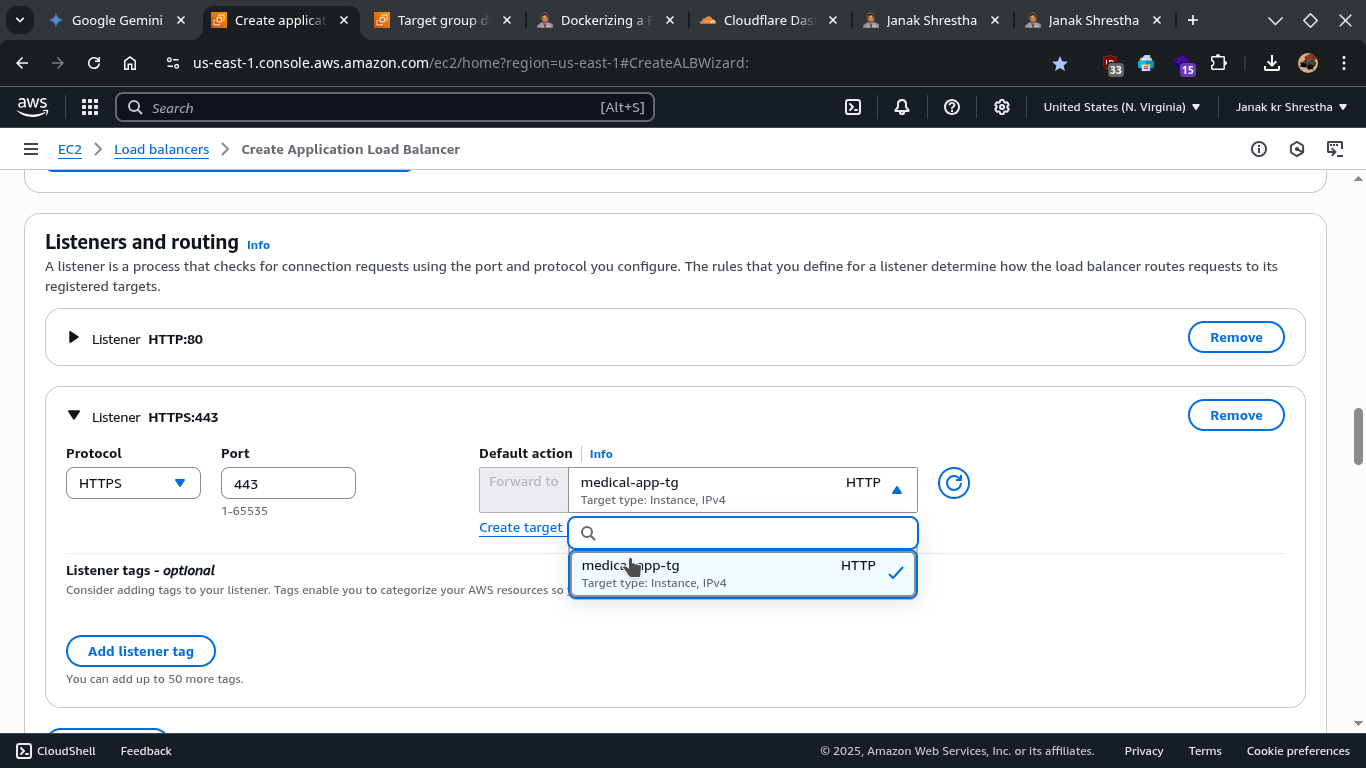 Google Gemini
Create applicat
Target group d
Dockerizing a F
Cloudflare Das
Janak Shrestha
Janak Shrestha
us-east-1.console.aws.amazon.com/ec2/home?region=us-east-1#CreateALBWizard:
33
15
aws
Search
[Alt+S]
United States (N. Virginia)
Janak kr Shrestha
EC2
Load balancers
Create Application Load Balancer
Listeners and routing
Info
A listener is a process that checks for connection requests using the port and protocol you configure. The rules that you define for a listener determine how the load balancer routes requests to its
registered targets.
Listener HTTP:80
Remove
Listener HTTPS:443
Remove
Protocol
Port
Default action
Info
HTTPS
443
1-65535
Forward to
medical-app-tg
HTTP
Target type: Instance, IPv4
Create target
medical-app-tg
HTTP
Target type: Instance, IPv4
Listener tags - optional
Consider adding tags to your listener. Tags enable you to categorize your AWS resources so
Add listener tag
You can add up to 50 more tags.
CloudShell
Feedback
© 2025, Amazon Web Services, Inc. or its affiliates.
Privacy
Terms
Cookie preferences